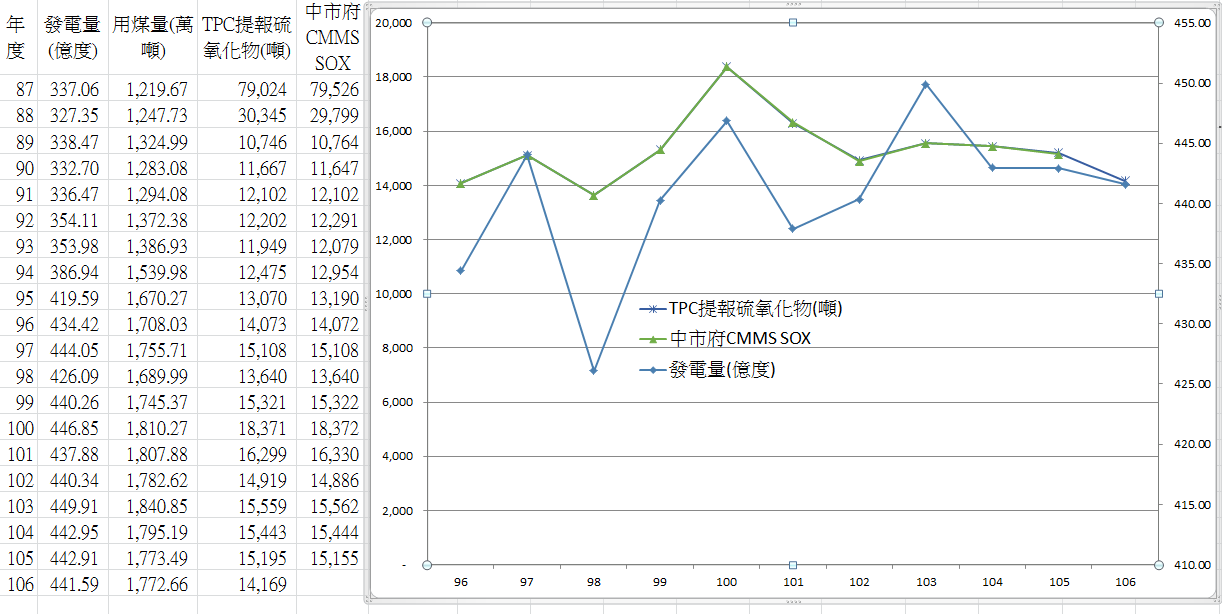 年度 發電量(億度) 用煤量(萬噸) TPC提報硫氧化物(噸) 中市府CMMS SOX
87 337.06 1,219.67 79,024 79,526
88 327.35 1,247.73 30,345 29,799
89 338.47 1,324.99 10,746 10,764
90 332.70 1,283.08 11,667 11,647
91 336.47 1,294.08 12,102 12,102
92 354.11 1,372.38 12,202 12,291
93 353.98 1,386.93 11,949 12,079
94 386.94 1,539.98 12,475 12,954
95 419.59 1,670.27 13,070 13,190
96 434.42 1,708.03 14,073 14,072
97 444.05 1,755.71 15,108 15,108
98 426.09 1,689.99 13,640 13,640
99 440.26 1,745.37 15,321 15,322
100 446.85 1,810.27 18,371 18,372
101 437.88 1,807.88 16,299 16,330
102 440.34 1,782.62 14,919 14,886
103 449.91 1,840.85 15,559 15,562
104 442.95 1,795.19 15,443 15,444
105 442.91 1,773.49 15,195 15,155
106 441.59 1,772.66 14,169
20,000
18,000
16,000
14,000
12,000
10,000
8,000
6,000
4,000
2,000
-
TPC提報硫氧化物(噸)
中市府CMMS SOX
發電量(億度)
455.00
450.00
445.00
440.00
435.00
430.00
425.00
420.00
415.00
410.00
96 97 98 99 100 101 102 103 104 105 106